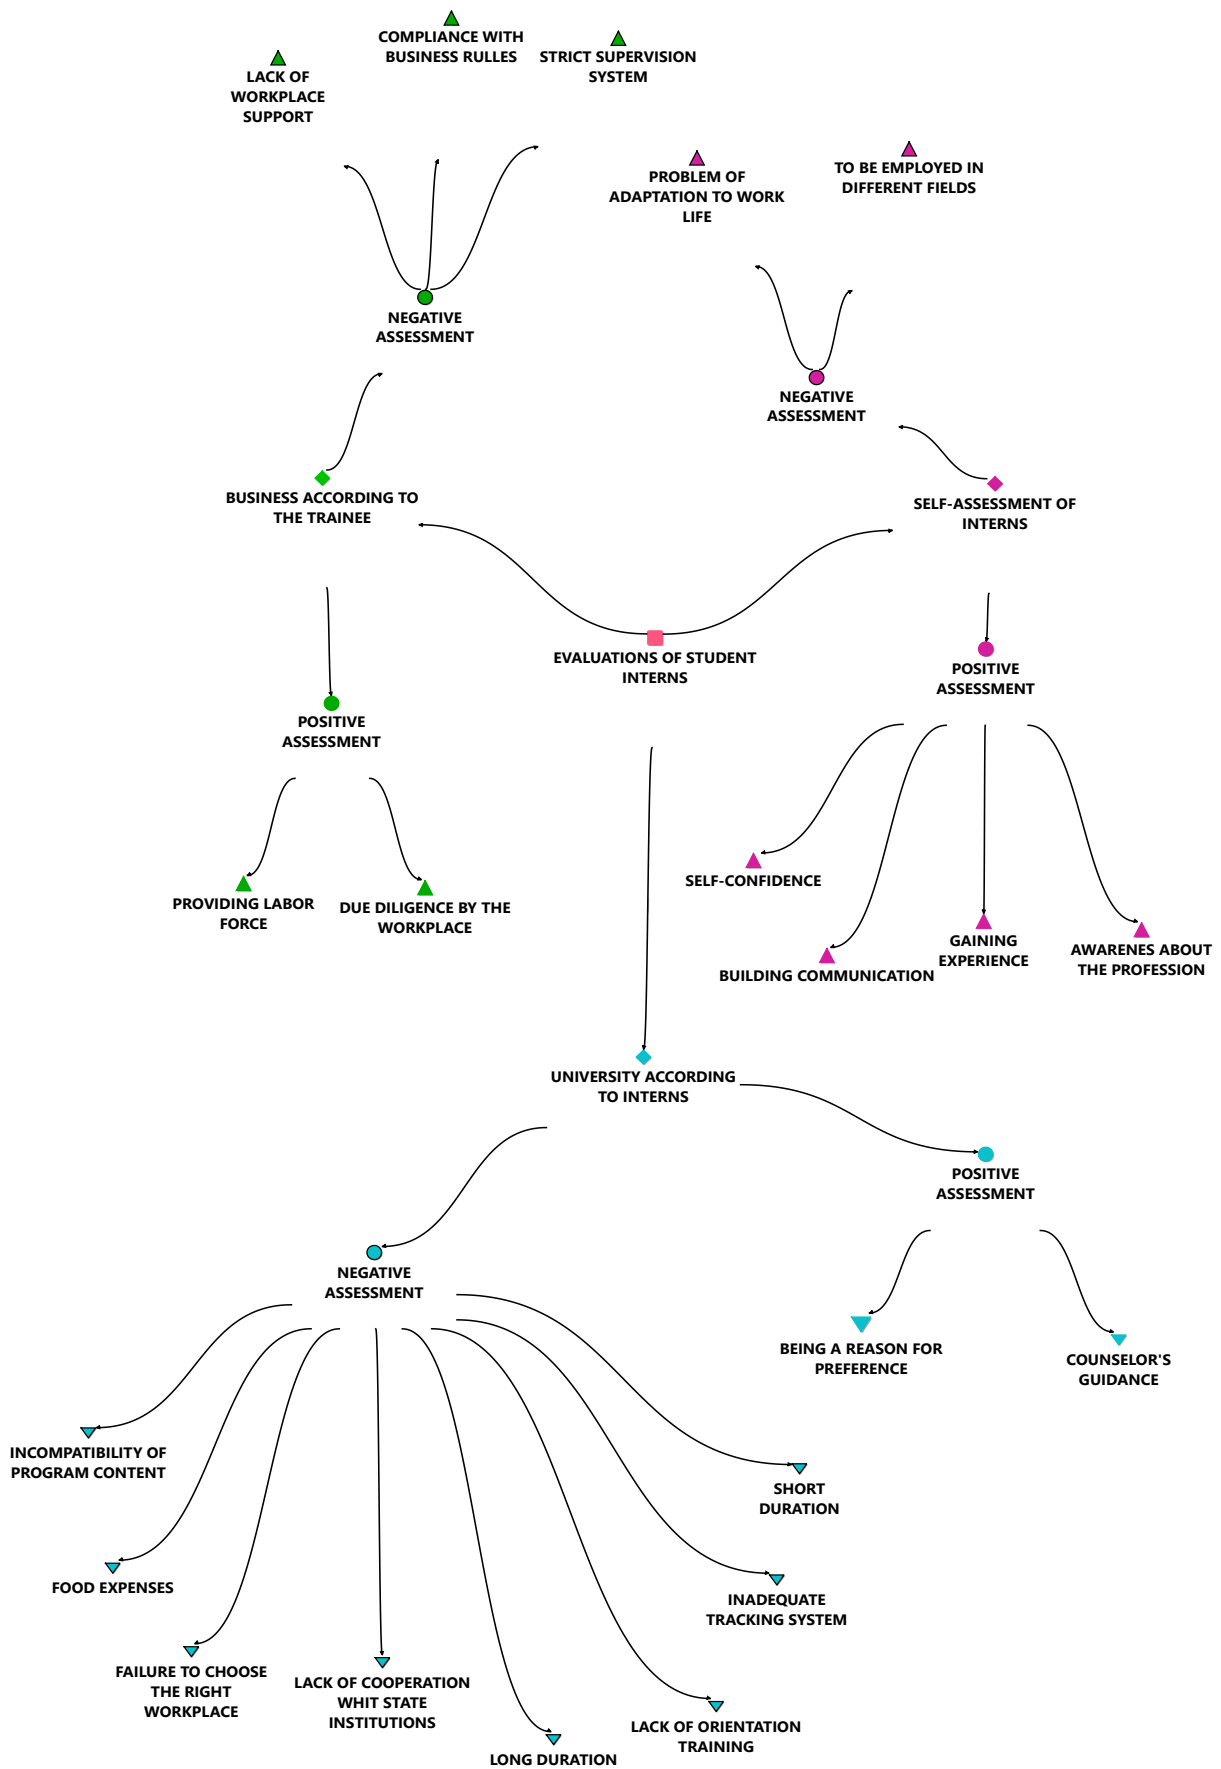 COMPLIANCE WITH
BUSINESS RULLES
STRICT SUPERVISION
SYSTEM
LACK OF
WORKPLACE
SUPPORT
PROBLEM OF
ADAPTATION TO WORK
LIFE
TO BE EMPLOYED IN
DIFFERENT FIELDS
NEGATIVE
ASSESSMENT
NEGATIVE
ASSESSMENT
BUSINESS ACCORDING TO
THE TRAINEE
SELF-ASSESSMENT OF
INTERNS
EVALUATIONS OF STUDENT
INTERNS
POSITIVE
ASSESSMENT
POSITIVE
ASSESSMENT
SELF-CONFIDENCE
PROVIDING LABOR
FORCE
DUE DILIGENCE BY THE
WORKPLACE
BUILDING COMMUNICATION
GAINING
EXPERIENCE
AWARENES ABOUT
THE PROFESSION
UNIVERSITY ACCORDING
TO INTERNS
POSITIVE
ASSESSMENT
NEGATIVE
ASSESSMENT
BEING A REASON FOR
PREFERENCE
COUNSELOR'S
GUIDANCE
INCOMPATIBILITY OF
PROGRAM CONTENT
SHORT
DURATION
FOOD EXPENSES
INADEQUATE
TRACKING SYSTEM
FAILURE TO CHOOSE
THE RIGHT
WORKPLACE
LACK OF COOPERATION
WHIT STATE
INSTITUTIONS
LACK OF ORIENTATION
TRAINING
LONG DURATION